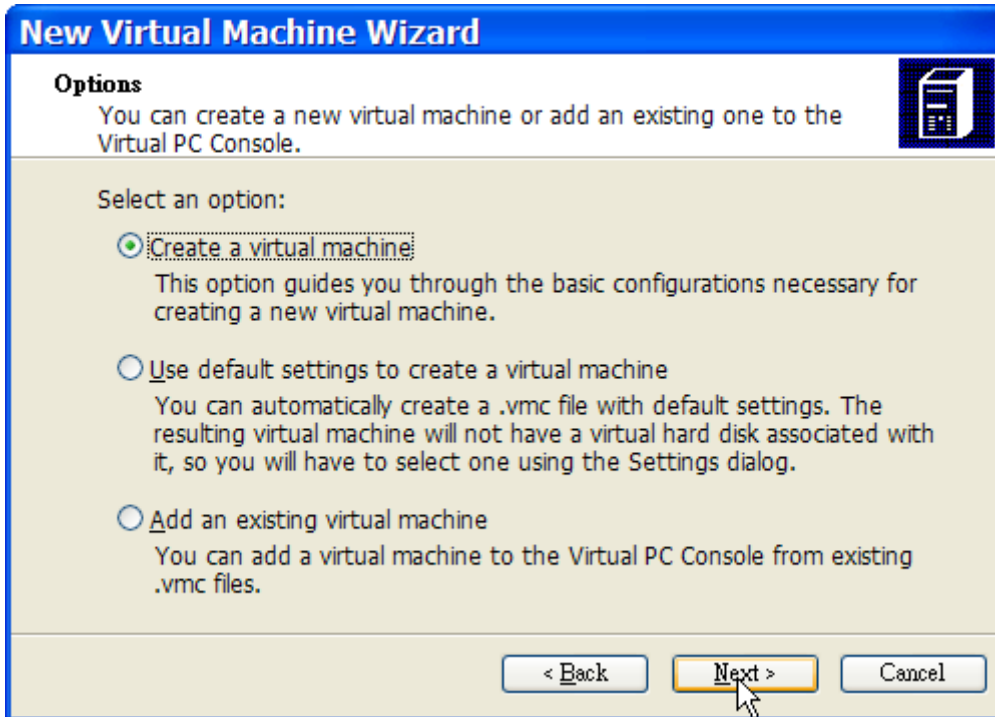 New Virtual Machine Wizard
Options
You can create a new virtual machine or add an existing one to the
Virtual PC Console.
Select an option:
Create a virtual machine
This option guides you through the basic configurations necessary for
creating a new virtual machine.
Use default settings to create a virtual machine
You can automatically create a .vmc file with default settings. The
resulting virtual machine will not have a virtual hard disk associated with
it, so you will have to select one using the Settings dialog.
Add an existing virtual machine
You can add a virtual machine to the Virtual PC Console from existing
.vmc files.
< Back Next > Cancel